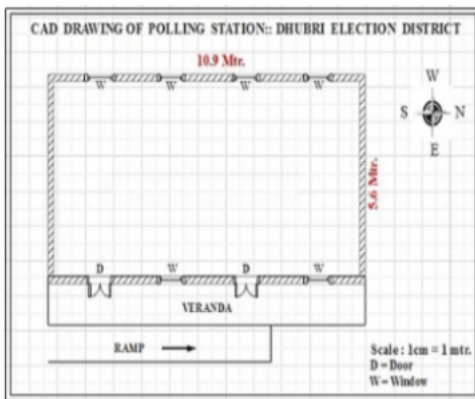 CAD DRAWING OF POLLING STATION:: DHUBRI ELECTION DISTRICT
10.9 Mtr.
W W W W
W
S N
E
5.6 Mtr.
D W D W
VERANDA
RAMP
Scale : 1cm = 1 mtr.
D = Door
W = Window